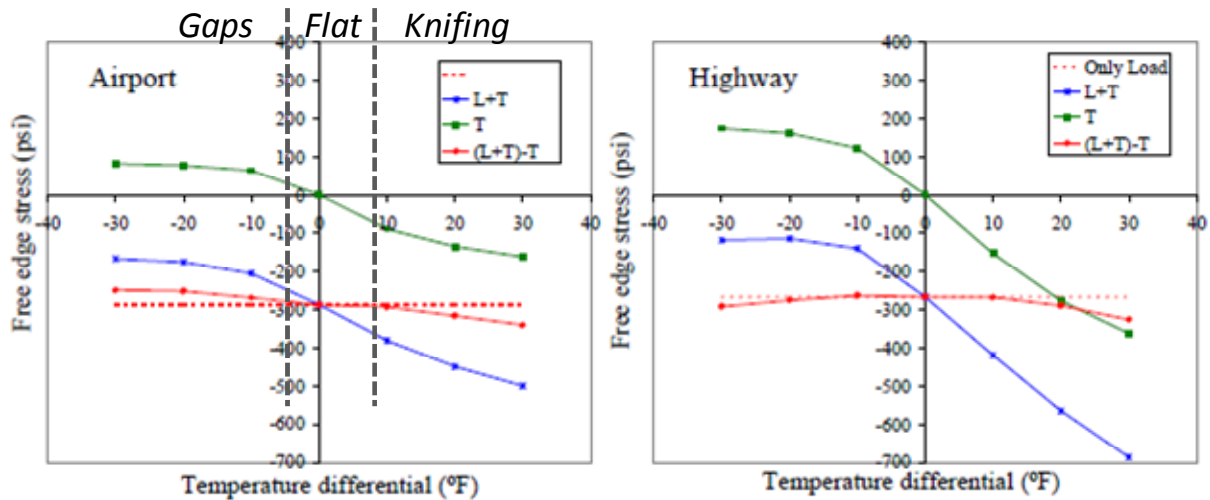 Gaps Flat Knifing
Airport
L+T
T
(L+T)-T
400
300
200
100
0
-100
-200
-300
-400
-500
-600
-700
-40 -30 -20 -10 0 10 20 30 40
Free edge stress (psi)
Temperature differential (ºF)
Highway
Only Load
L+T
T
(L+T)-T
400
300
200
100
0
-100
-200
-300
-400
-500
-600
-700
-40 -30 -20 -10 0 10 20 30 40
Free edge stress (psi)
Temperature differential (ºF)